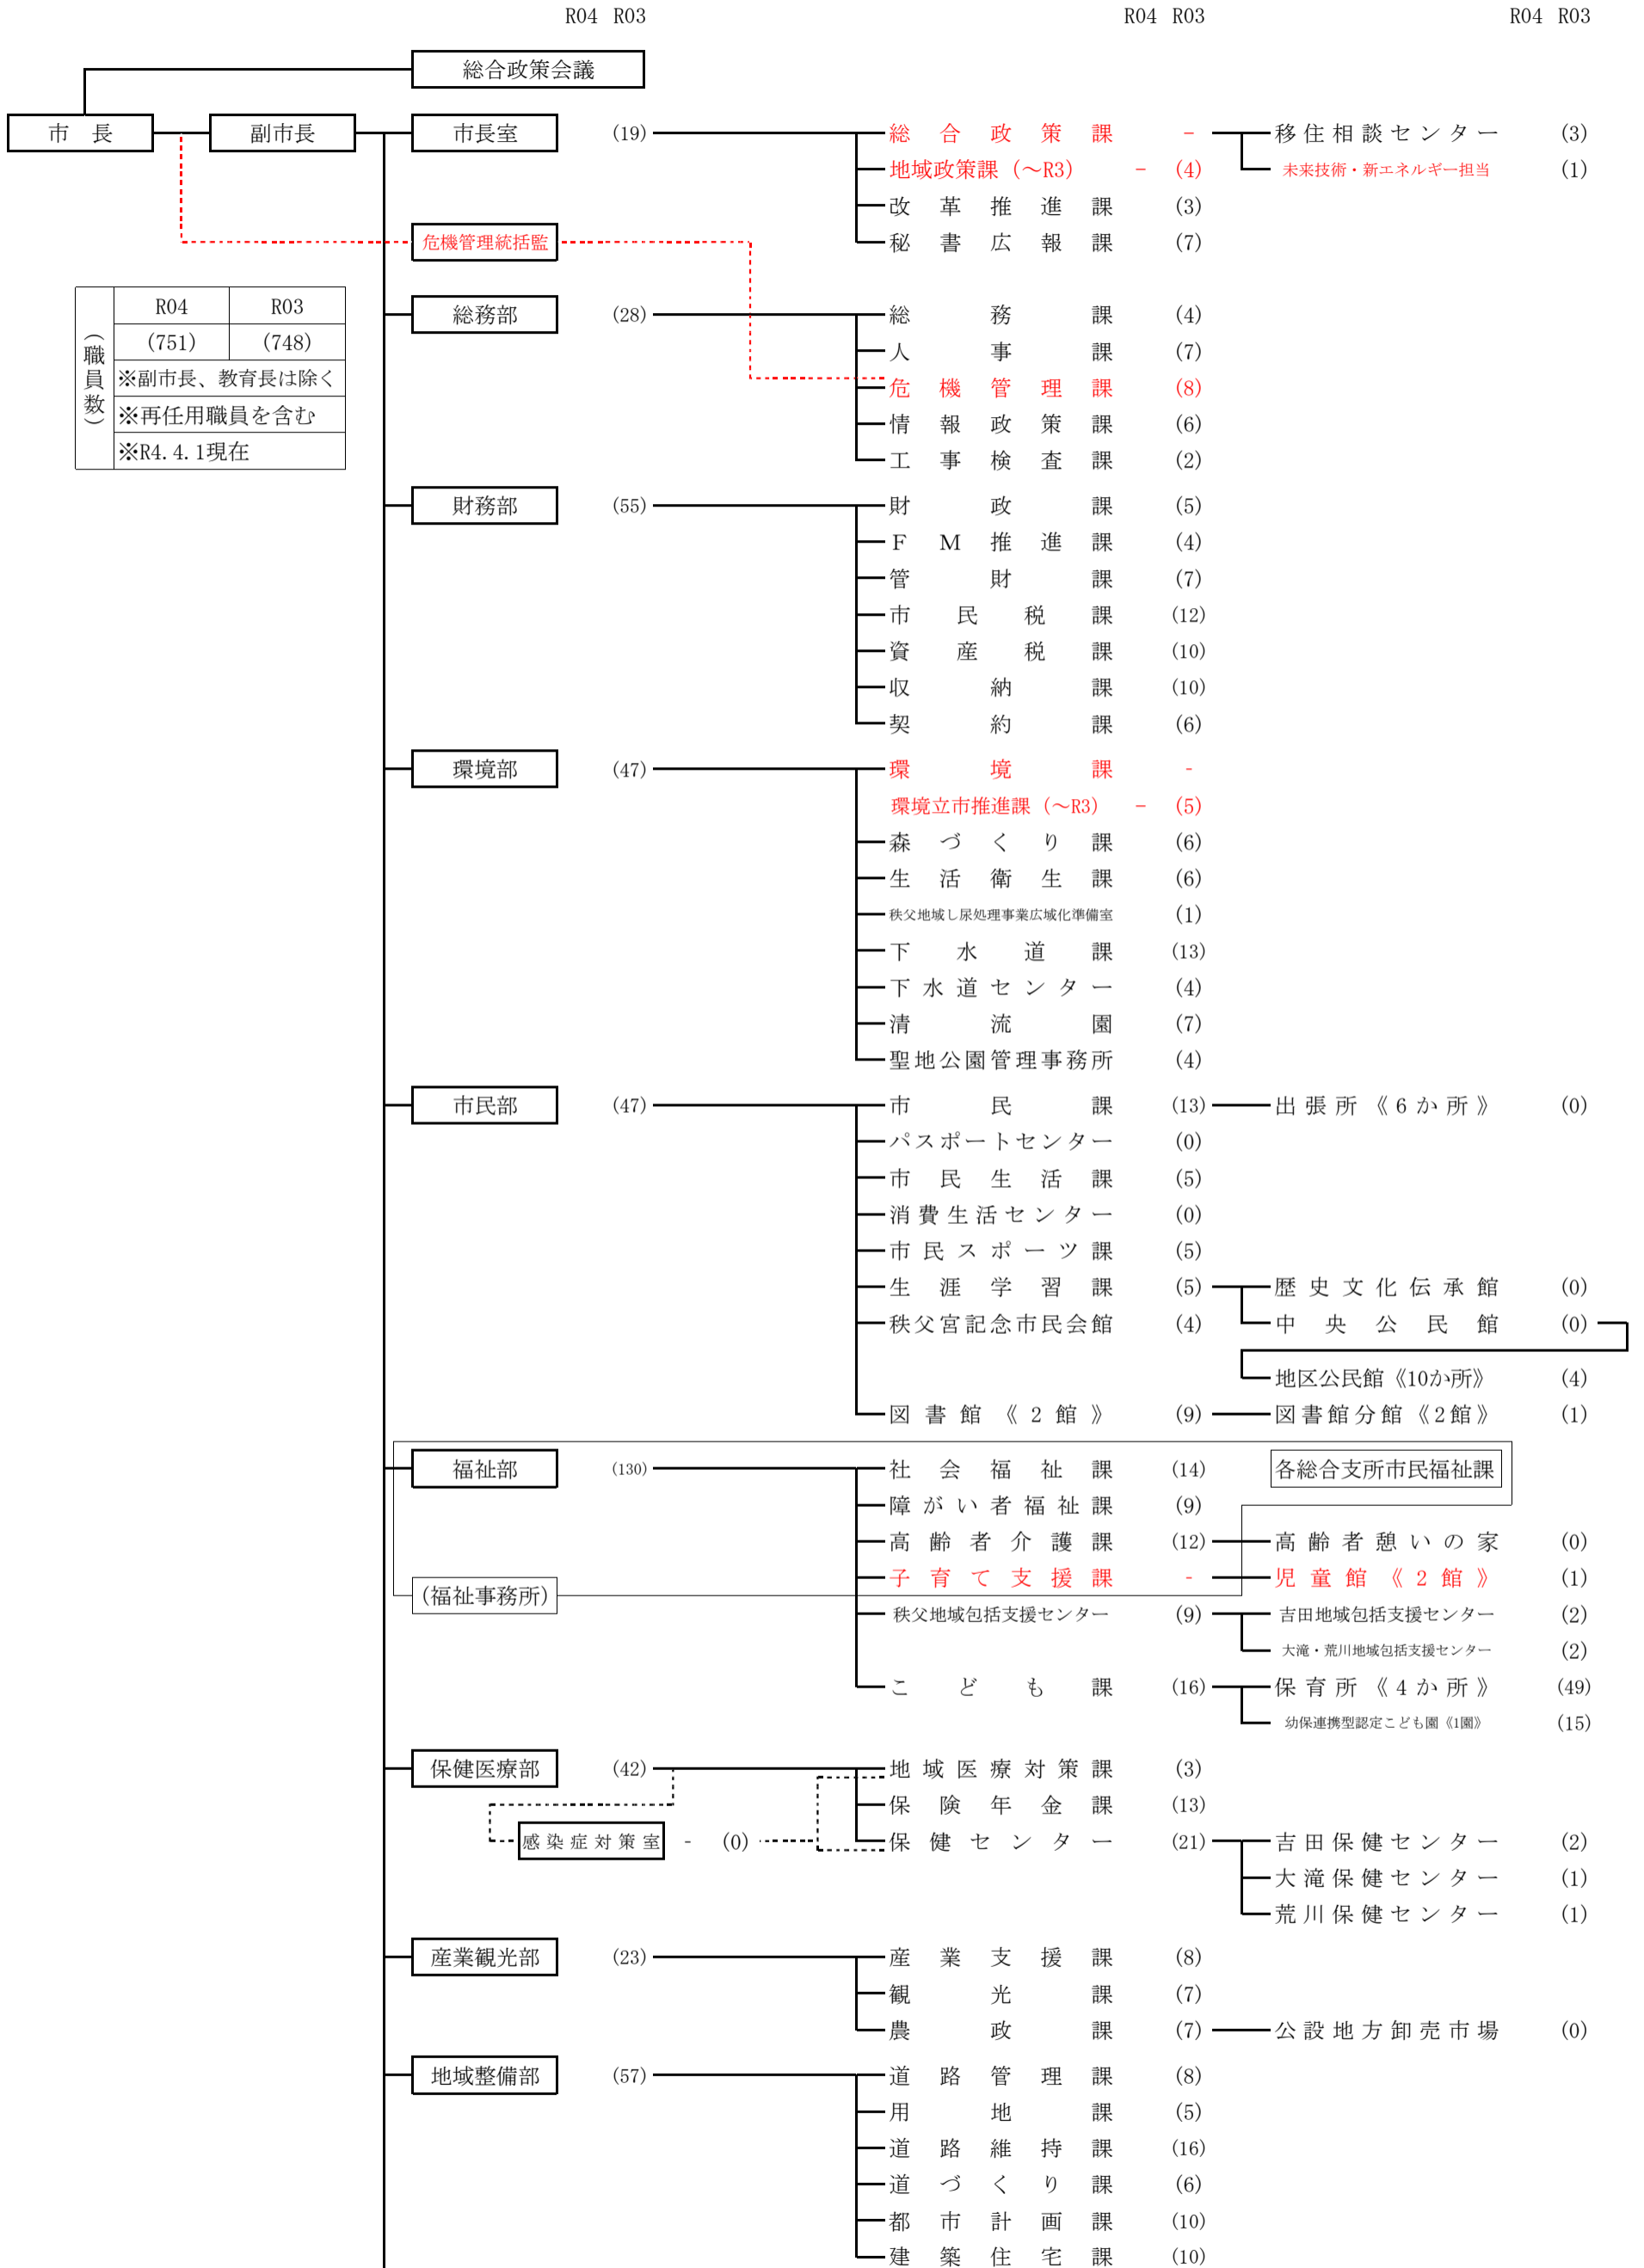 R04 R03 R04 R03 R04 R03
総合政策会議
市 長 副市長 市長室 (19) 総合政策課 - 移住相談センター (3)
地域政策課（～R3） - (4) 未来技術・新エネルギー担当 (1)
改革推進課 (3)
秘書広報課 (7)
危機管理統括監
（職員数）
R04 R03
(751) (748)
※副市長、教育長は除く
※再任用職員を含む
※R4.4.1現在
総務部 (28) 総務課 (4)
人事課 (7)
危機管理課 (8)
情報政策課 (6)
工事検査課 (2)
財務部 (55) 財政課 (5)
ＦＭ推進課 (4)
管財課 (7)
市民税課 (12)
資産税課 (10)
収納課 (10)
契約課 (6)
環境部 (47) 環境課 -
環境立市推進課（～R3） - (5)
森づくり課 (6)
生活衛生課 (6)
秩父地域し尿処理事業広域化準備室 (1)
下水道課 (13)
下水道センター (4)
清流園 (7)
聖地公園管理事務所 (4)
市民部 (47) 市民課 (13) 出張所《6か所》 (0)
パスポートセンター (0)
市民生活課 (5)
消費生活センター (0)
市民スポーツ課 (5)
生涯学習課 (5) 歴史文化伝承館 (0)
秩父宮記念市民会館 (4) 中央公民館 (0)
地区公民館《10か所》 (4)
図書館《2館》 (9) 図書館分館《2館》 (1)
福祉部 (130) 社会福祉課 (14) 各総合支所市民福祉課
障がい者福祉課 (9)
高齢者介護課 (12) 高齢者憩いの家 (0)
子育て支援課 - 児童館《2館》 (1)
(福祉事務所)
秩父地域包括支援センター (9) 吉田地域包括支援センター (2)
大滝・荒川地域包括支援センター (2)
こども課 (16) 保育所《4か所》 (49)
幼保連携型認定こども園《1園》 (15)
保健医療部 (42) 地域医療対策課 (3)
保険年金課 (13)
感染症対策室 - (0) 保健センター (21) 吉田保健センター (2)
大滝保健センター (1)
荒川保健センター (1)
産業観光部 (23) 産業支援課 (8)
観光課 (7)
農政課 (7) 公設地方卸売市場 (0)
地域整備部 (57) 道路管理課 (8)
用地課 (5)
道路維持課 (16)
道づくり課 (6)
都市計画課 (10)
建築住宅課 (10)